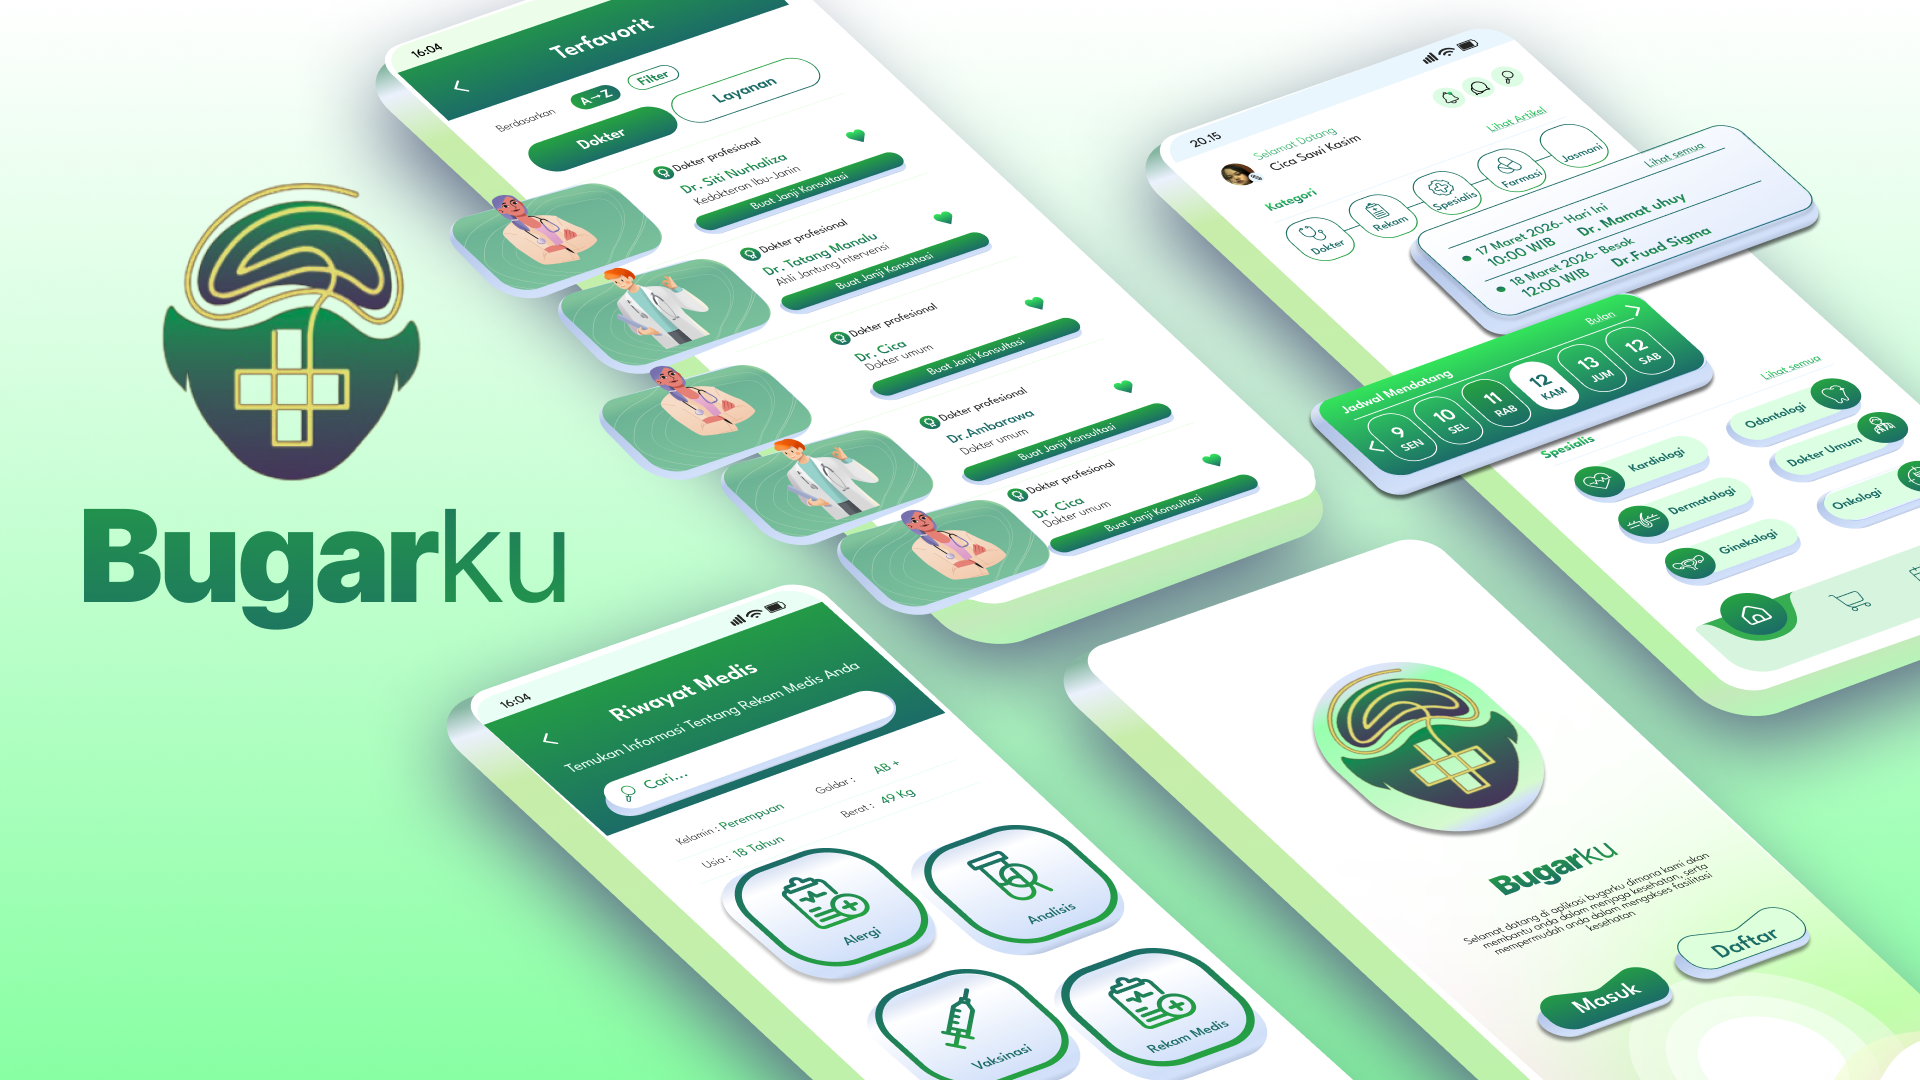 Bugarku
16:04
Terfavorit
Berdasarkan
A→Z
Filter
Dokter
Layanan
Dokter profesional
Dr. Siti Nurhaliza
Kedokteran Ibu-Janin
Buat Janji Konsultasi
Dokter profesional
Dr. Tatang Manalu
Ahli Jantung Intervensi
Buat Janji Konsultasi
Dokter profesional
Dr. Cica
Dokter umum
Buat Janji Konsultasi
Dokter profesional
Dr.Ambarawa
Dokter umum
Buat Janji Konsultasi
Dokter profesional
Dr. Cica
Dokter umum
Buat Janji Konsultasi
20.15
Selamat Datang
Cica Sawi Kasim
Lihat Artikel
Kategori
Dokter
Rekam
Spesialis
Farmasi
Jasmani
Lihat semua
17 Maret 2026- Hari Ini
10:00 WIB Dr. Mamat uhuy
18 Maret 2026- Besok
12:00 WIB Dr.Fuad Sigma
Jadwal Mendatang
Bulan
9 SEN
10 SEL
11 RAB
12 KAM
13 JUM
12 SAB
Spesialis
Lihat semua
Kardiologi
Odontologi
Dermatologi
Dokter Umum
Ginekologi
Onkologi
16:04
Riwayat Medis
Temukan Informasi Tentang Rekam Medis Anda
Cari...
Kelamin : Perempuan
Goldar : AB +
Usia : 18 Tahun
Berat : 49 Kg
Alergi
Analisis
Vaksinasi
Rekam Medis
Bugarku
Selamat datang di aplikasi bugarku dimana kami akan
membantu anda dalam menjaga kesehatan, serta
mempermudah anda dalam mengakses fasilitasi
kesehatan
Masuk
Daftar